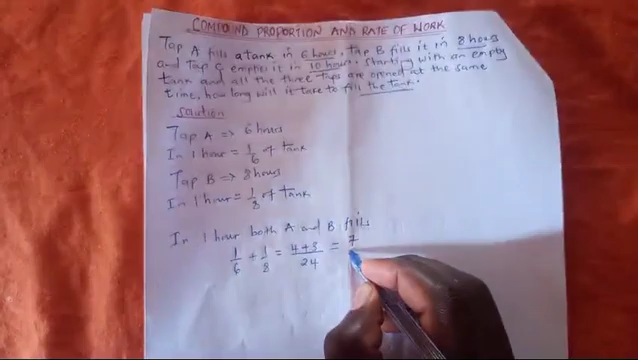 COMPOUND PROPORTION AND RATE OF WORK
Tap A fills a tank in 6 hours, Tap B fills it in 8 hours
and Tap C empties it in 10 hours. Starting with an empty
tank and all the three taps are opened at the same
time, how long will it take to fill the tank.
Solution
Tap A => 6 hours
In 1 hour = 1/6 of tank
Tap B => 8 hours
In 1 hour = 1/8 of tank
In 1 hour both A and B fills
1/6 + 1/8 = 4+3/24 = 7